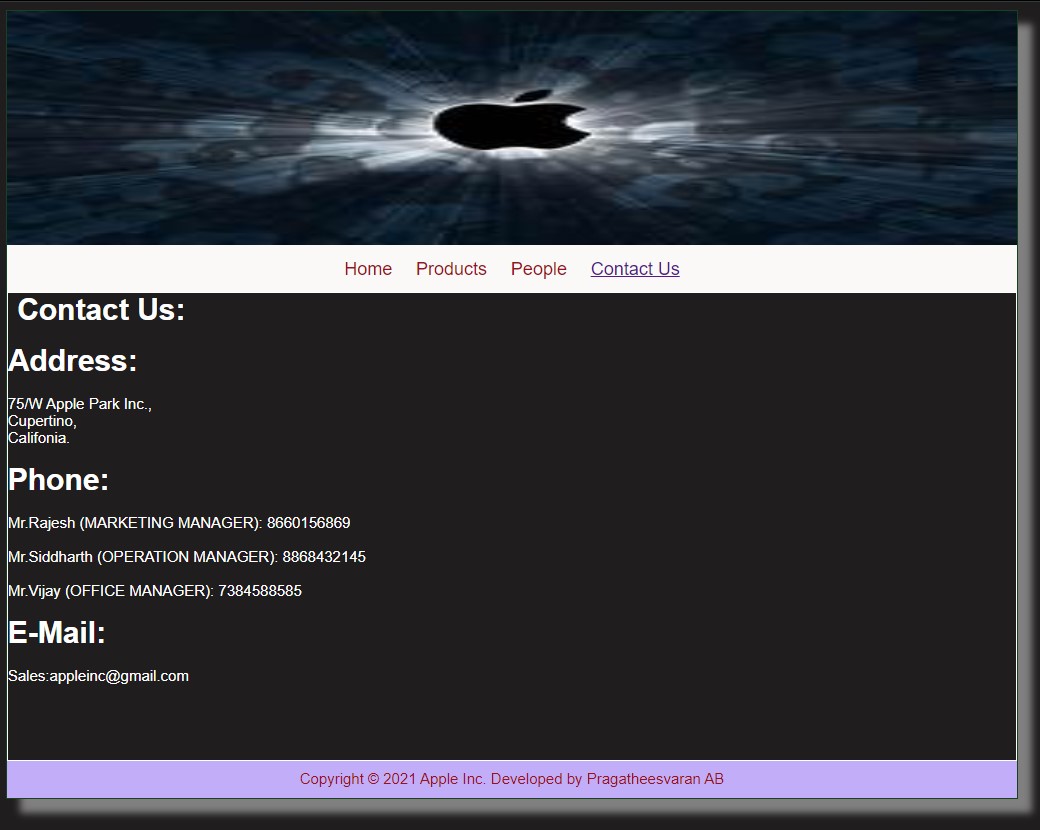 Home Products People Contact Us
Contact Us:
Address:
75/W Apple Park Inc.,
Cupertino,
Califonia.
Phone:
Mr.Rajesh (MARKETING MANAGER): 8660156869
Mr.Siddharth (OPERATION MANAGER): 8868432145
Mr.Vijay (OFFICE MANAGER): 7384588585
E-Mail:
Sales:appleinc@gmail.com
Copyright © 2021 Apple Inc. Developed by Pragatheesvaran AB